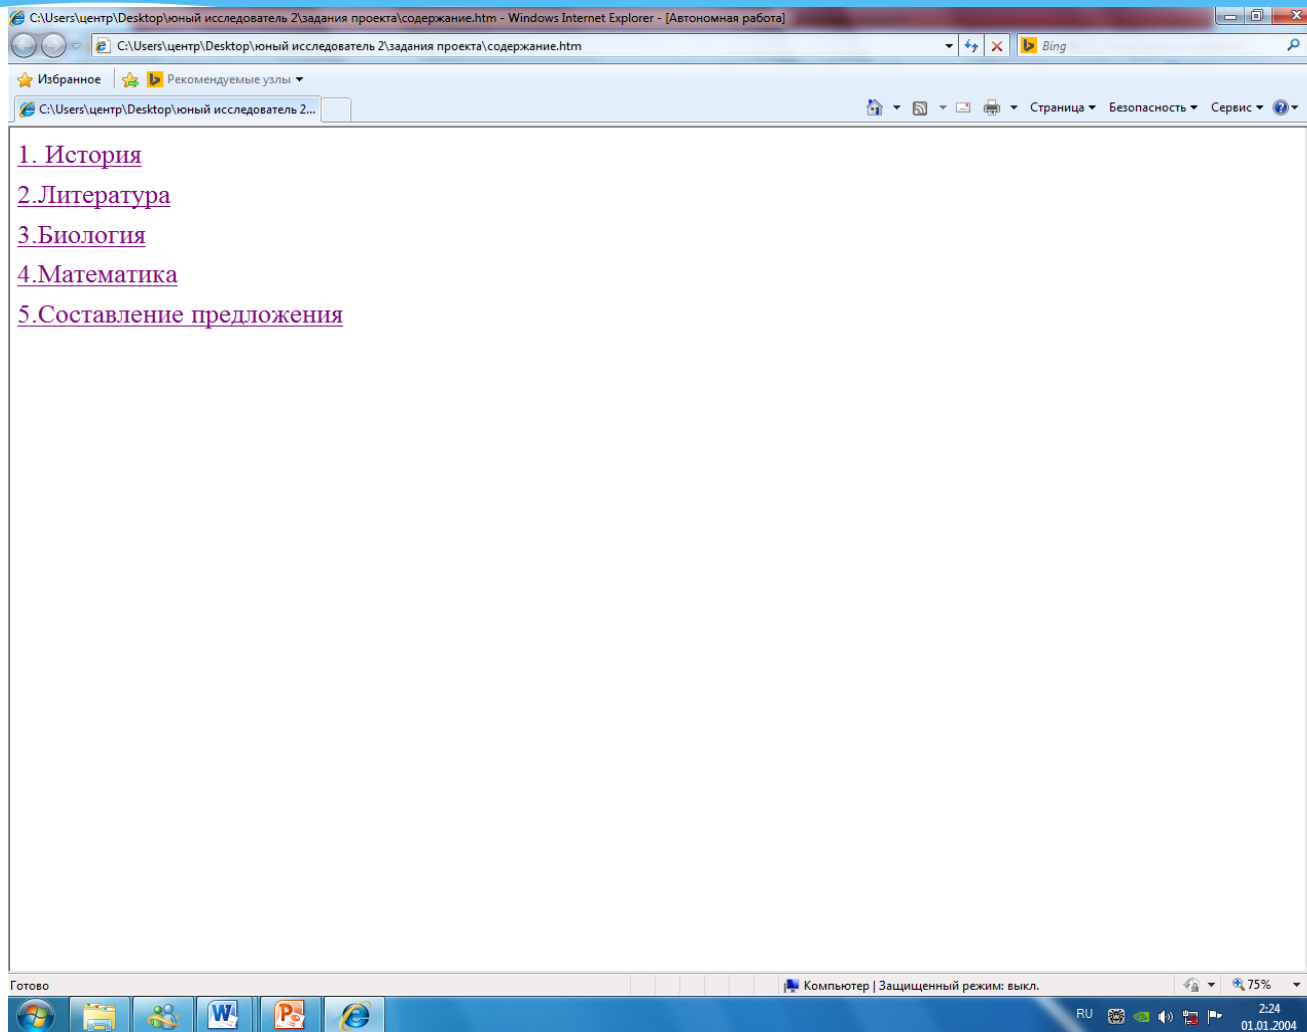 C:\Users\центр\Desktop\юный исследователь 2\задания проекта\содержание.htm - Windows Internet Explorer - [Автономная работа]
C:\Users\центр\Desktop\юный исследователь 2\задания проекта\содержание.htm
Bing
Избранное Рекомендуемые узлы
C:\Users\центр\Desktop\юный исследователь 2... Страница Безопасность Сервис
1. История
2.Литература
3.Биология
4.Математика
5.Составление предложения
Готово Компьютер | Защищенный режим: выкл. 75%
RU 2:24
01.01.2004